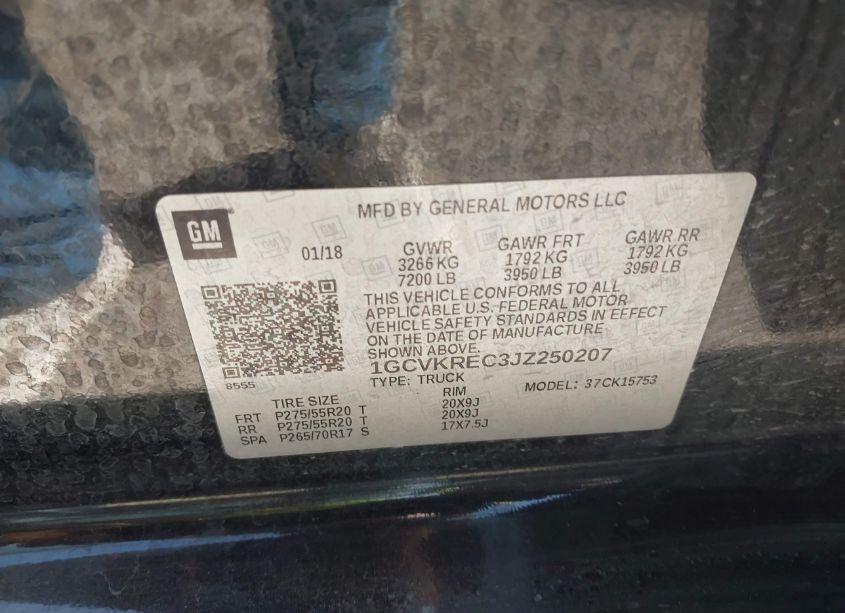 GM
MFD BY GENERAL MOTORS LLC
01/18
GVWR
3266 KG
7200 LB
GAWR FRT
1792 KG
3950 LB
GAWR RR
1792 KG
3950 LB
THIS VEHICLE CONFORMS TO ALL
APPLICABLE U.S. FEDERAL MOTOR
VEHICLE SAFETY STANDARDS IN EFFECT
ON THE DATE OF MANUFACTURE
SHOWN ABOVE.
1GCVKREC3JZ250207
8555
TYPE: TRUCK
MODEL: 37CK15753
TIRE SIZE RIM
FRT P275/55R20 T 20X9J
RR P275/55R20 T 20X9J
SPA P265/70R17 S 17X7.5J